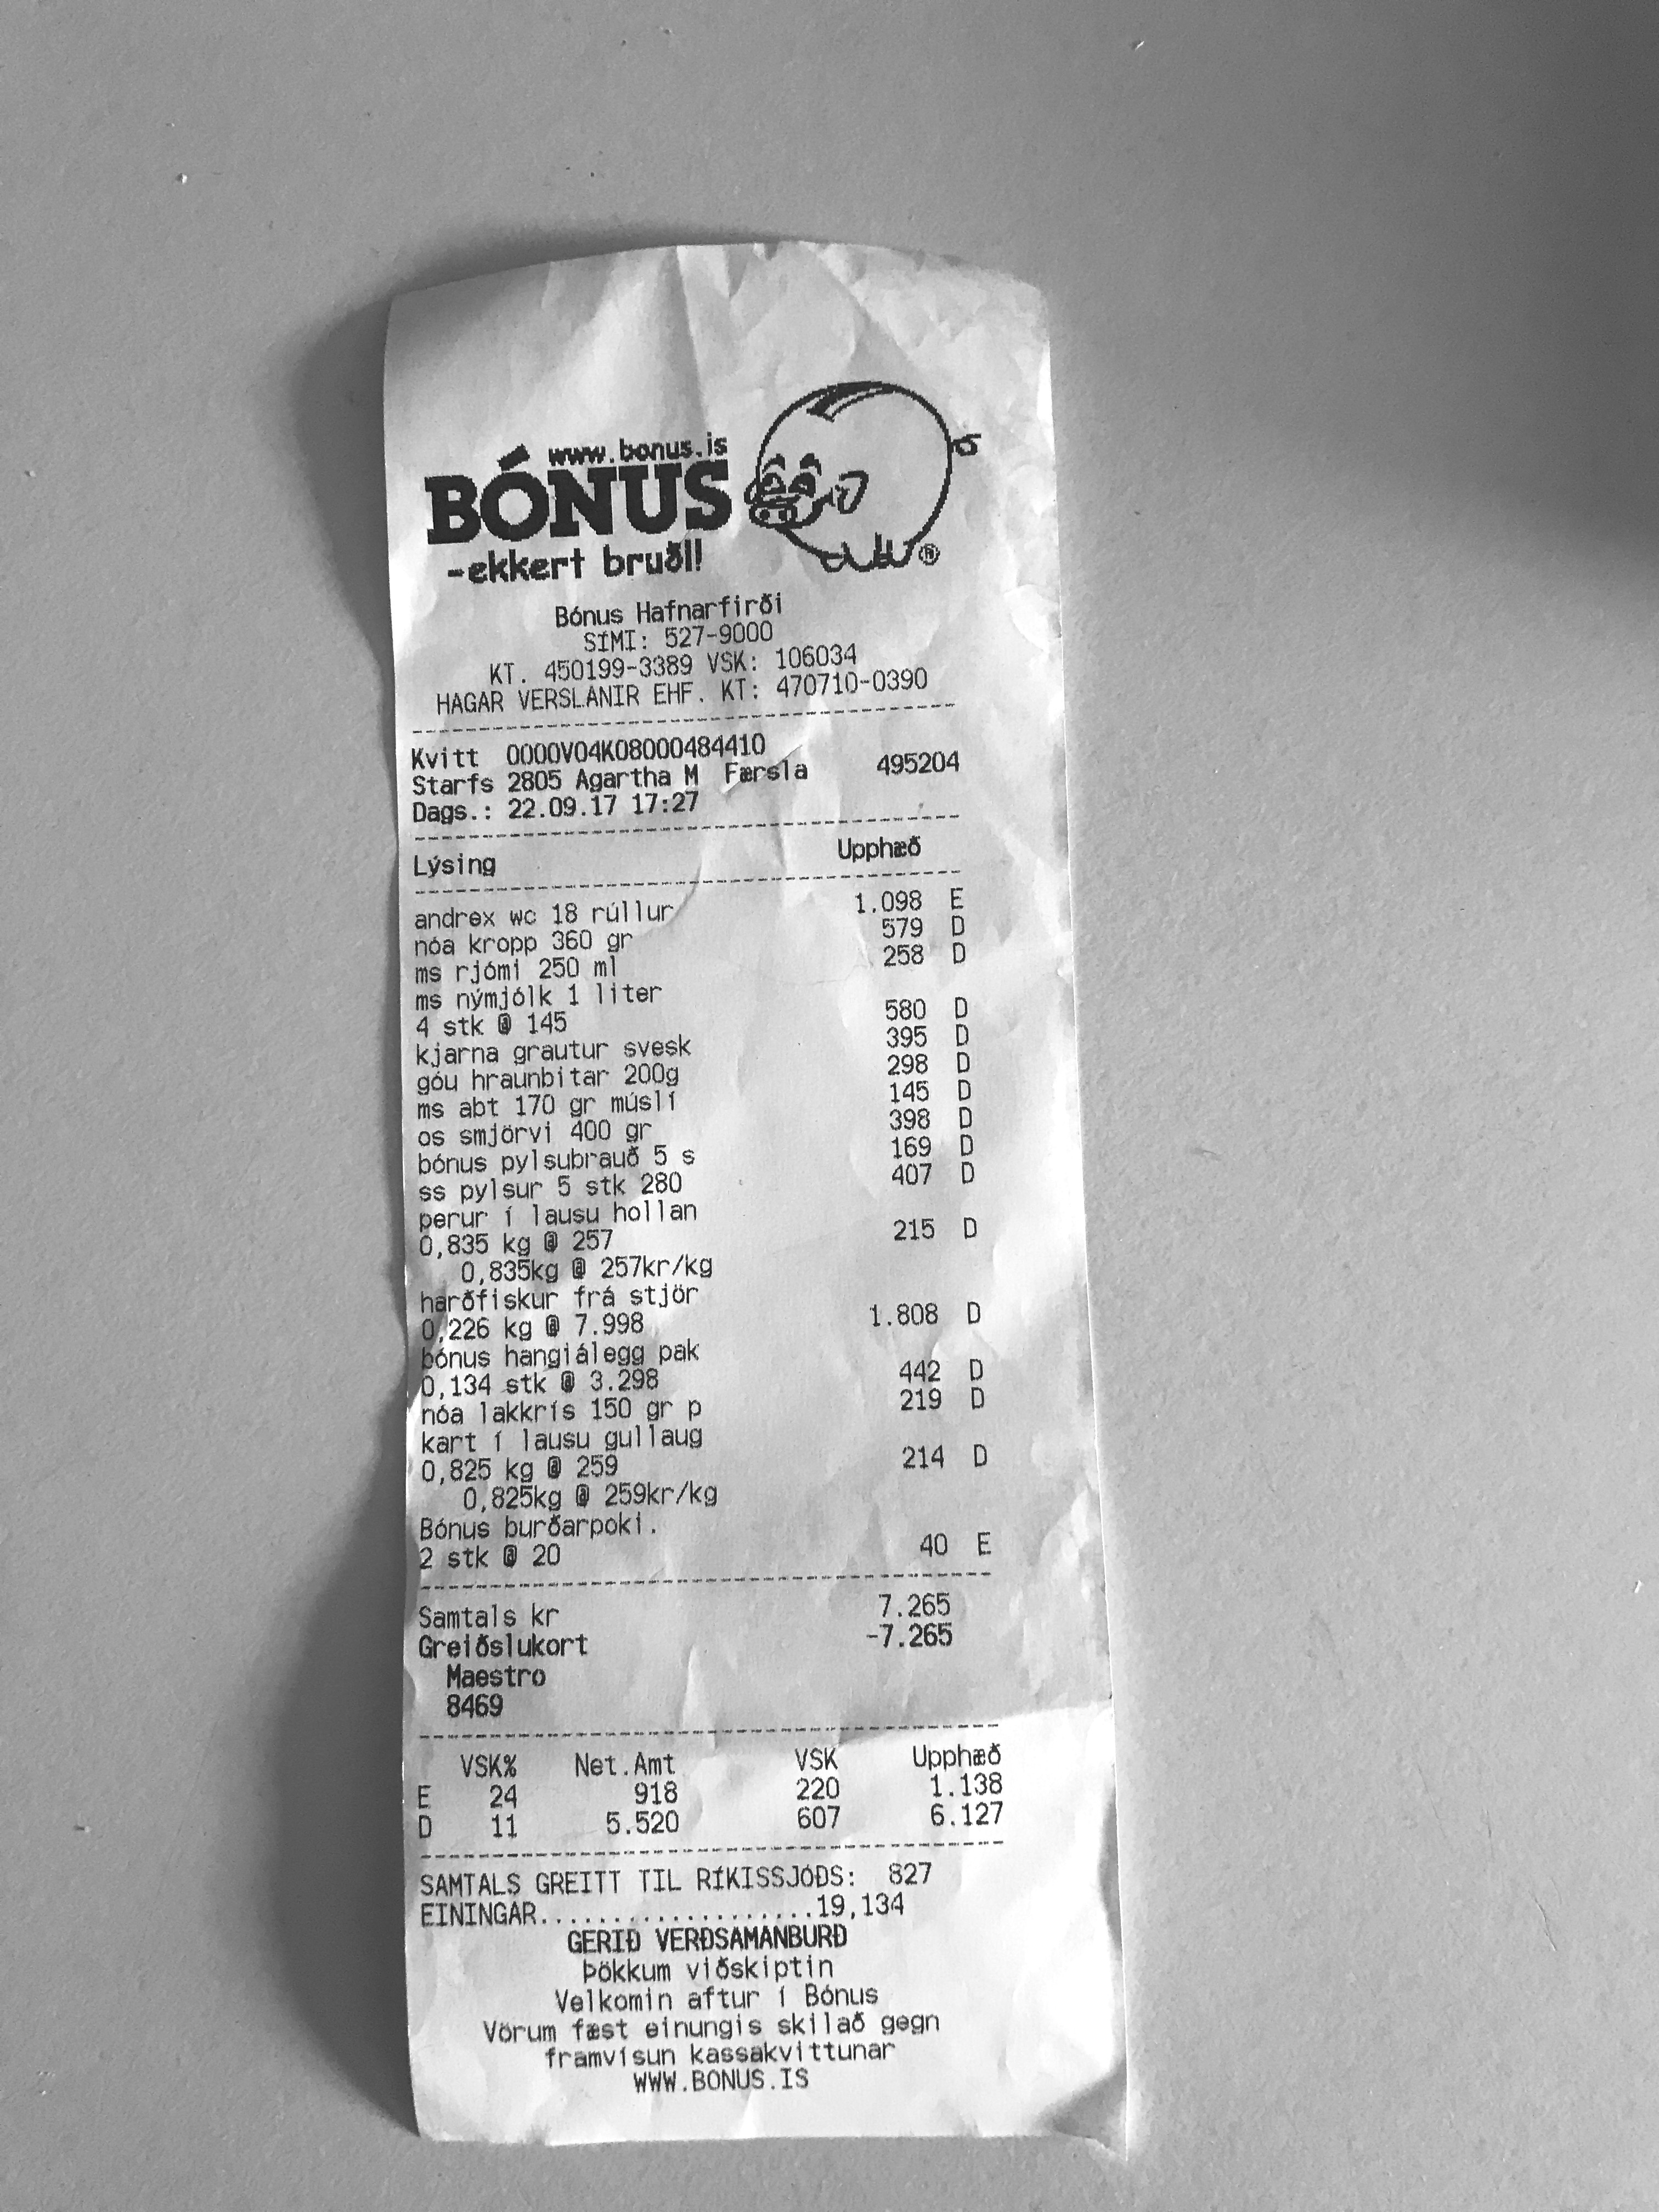 www.bonus.is
BÓNUS
-ekkert bruðl!
®
Bónus Hafnarfirði
SÍMI: 527-9000
KT. 450199-3389 VSK: 106034
HAGAR VERSLANIR EHF. KT: 470710-0390
Kvitt 0000V04K08000484410
Starfs 2805 Agartha M Færsla 495204
Dags.: 22.09.17 17:27
Lýsing Upphæð
andrex wc 18 rúllur 1.098 E
nóa kropp 360 gr 579 D
ms rjómi 250 ml 258 D
ms nýmjólk 1 liter
4 stk @ 145 580 D
kjarna grautur svesk 395 D
góu hraunbitar 200g 298 D
ms abt 170 gr múslí 145 D
os smjörvi 400 gr 398 D
bónus pylsubrauð 5 s 169 D
ss pylsur 5 stk 280 407 D
perur í lausu hollan
0,835 kg @ 257 215 D
0,835kg @ 257kr/kg
harðfiskur frá stjör
0,226 kg @ 7.998 1.808 D
bónus hangiálegg pak
0,134 stk @ 3.298 442 D
nóa lakkrís 150 gr p 219 D
kart í lausu gullaug
0,825 kg @ 259 214 D
0,825kg @ 259kr/kg
Bónus burðarpoki.
2 stk @ 20 40 E
Samtals kr 7.265
Greiðslukort -7.265
Maestro
8469
VSK% Net.Amt VSK Upphæð
E 24 918 220 1.138
D 11 5.520 607 6.127
SAMTALS GREITT TIL RÍKISSJÓÐS: 827
EININGAR...................19,134
GERIÐ VERÐSAMANBURÐ
Þökkum viðskiptin
Velkomin aftur í Bónus
Vörum fæst einungis skilað gegn
framvísun kassakvittunar
WWW.BONUS.IS